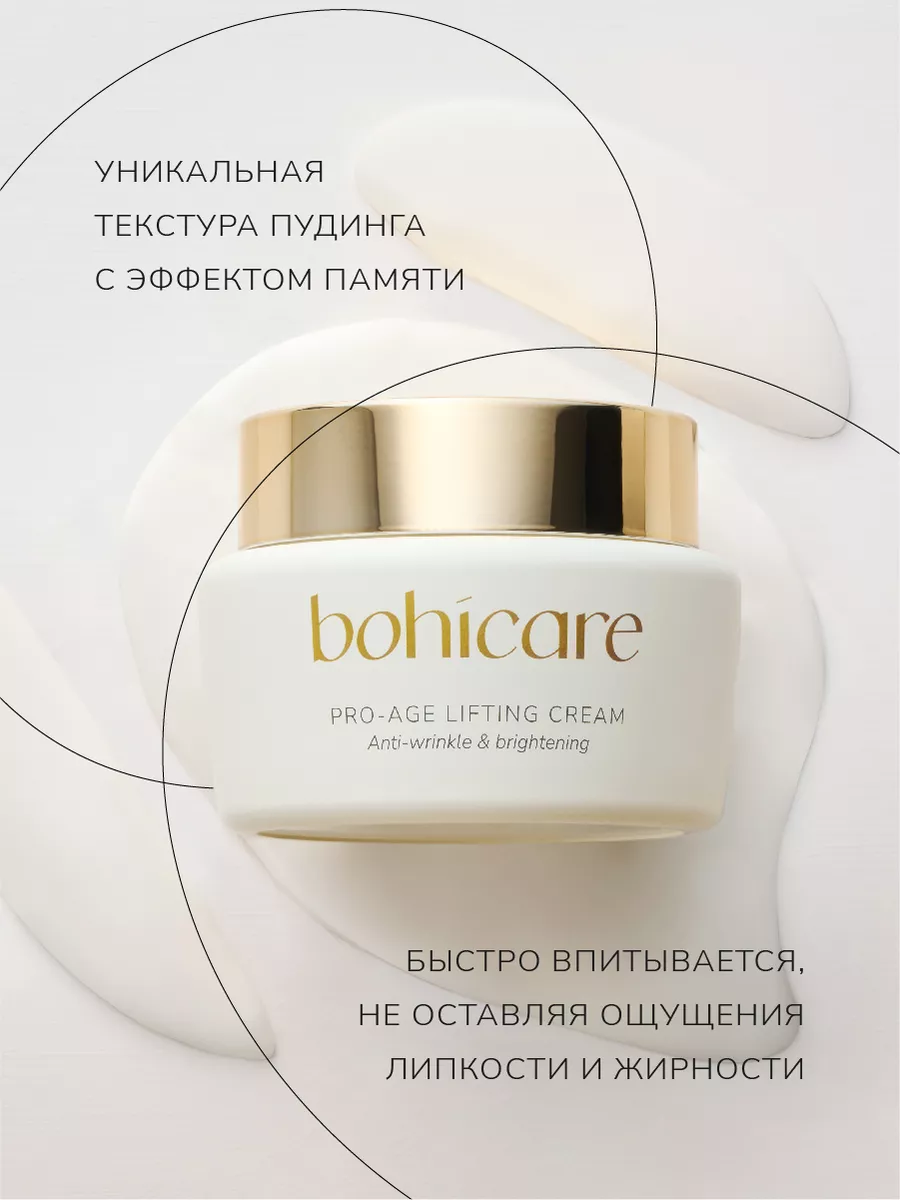 УНИКАЛЬНАЯ
ТЕКСТУРА ПУДИНГА
С ЭФФЕКТОМ ПАМЯТИ
bohícare
PRO-AGE LIFTING CREAM
Anti-wrinkle & brightening
БЫСТРО ВПИТЫВАЕТСЯ,
НЕ ОСТАВЛЯЯ ОЩУЩЕНИЯ
ЛИПКОСТИ И ЖИРНОСТИ